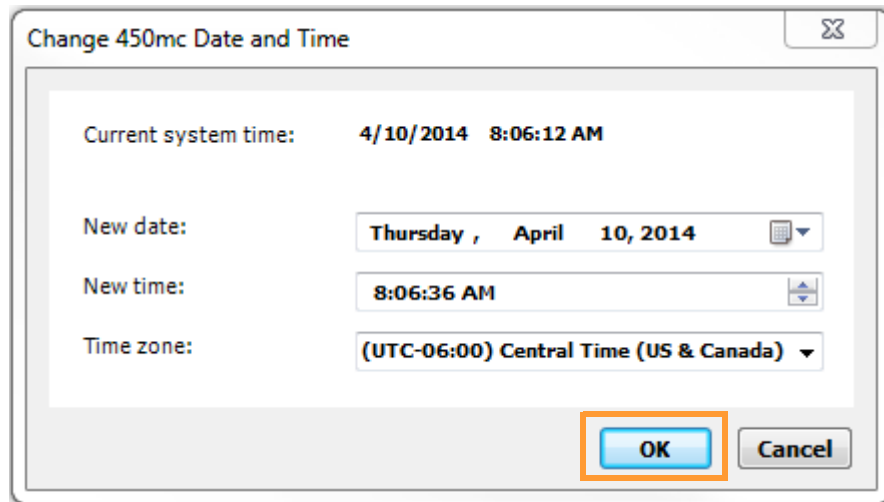 Change 450mc Date and Time
Current system time: 4/10/2014 8:06:12 AM
New date: Thursday , April 10, 2014
New time: 8:06:36 AM
Time zone: (UTC-06:00) Central Time (US & Canada)
OK Cancel